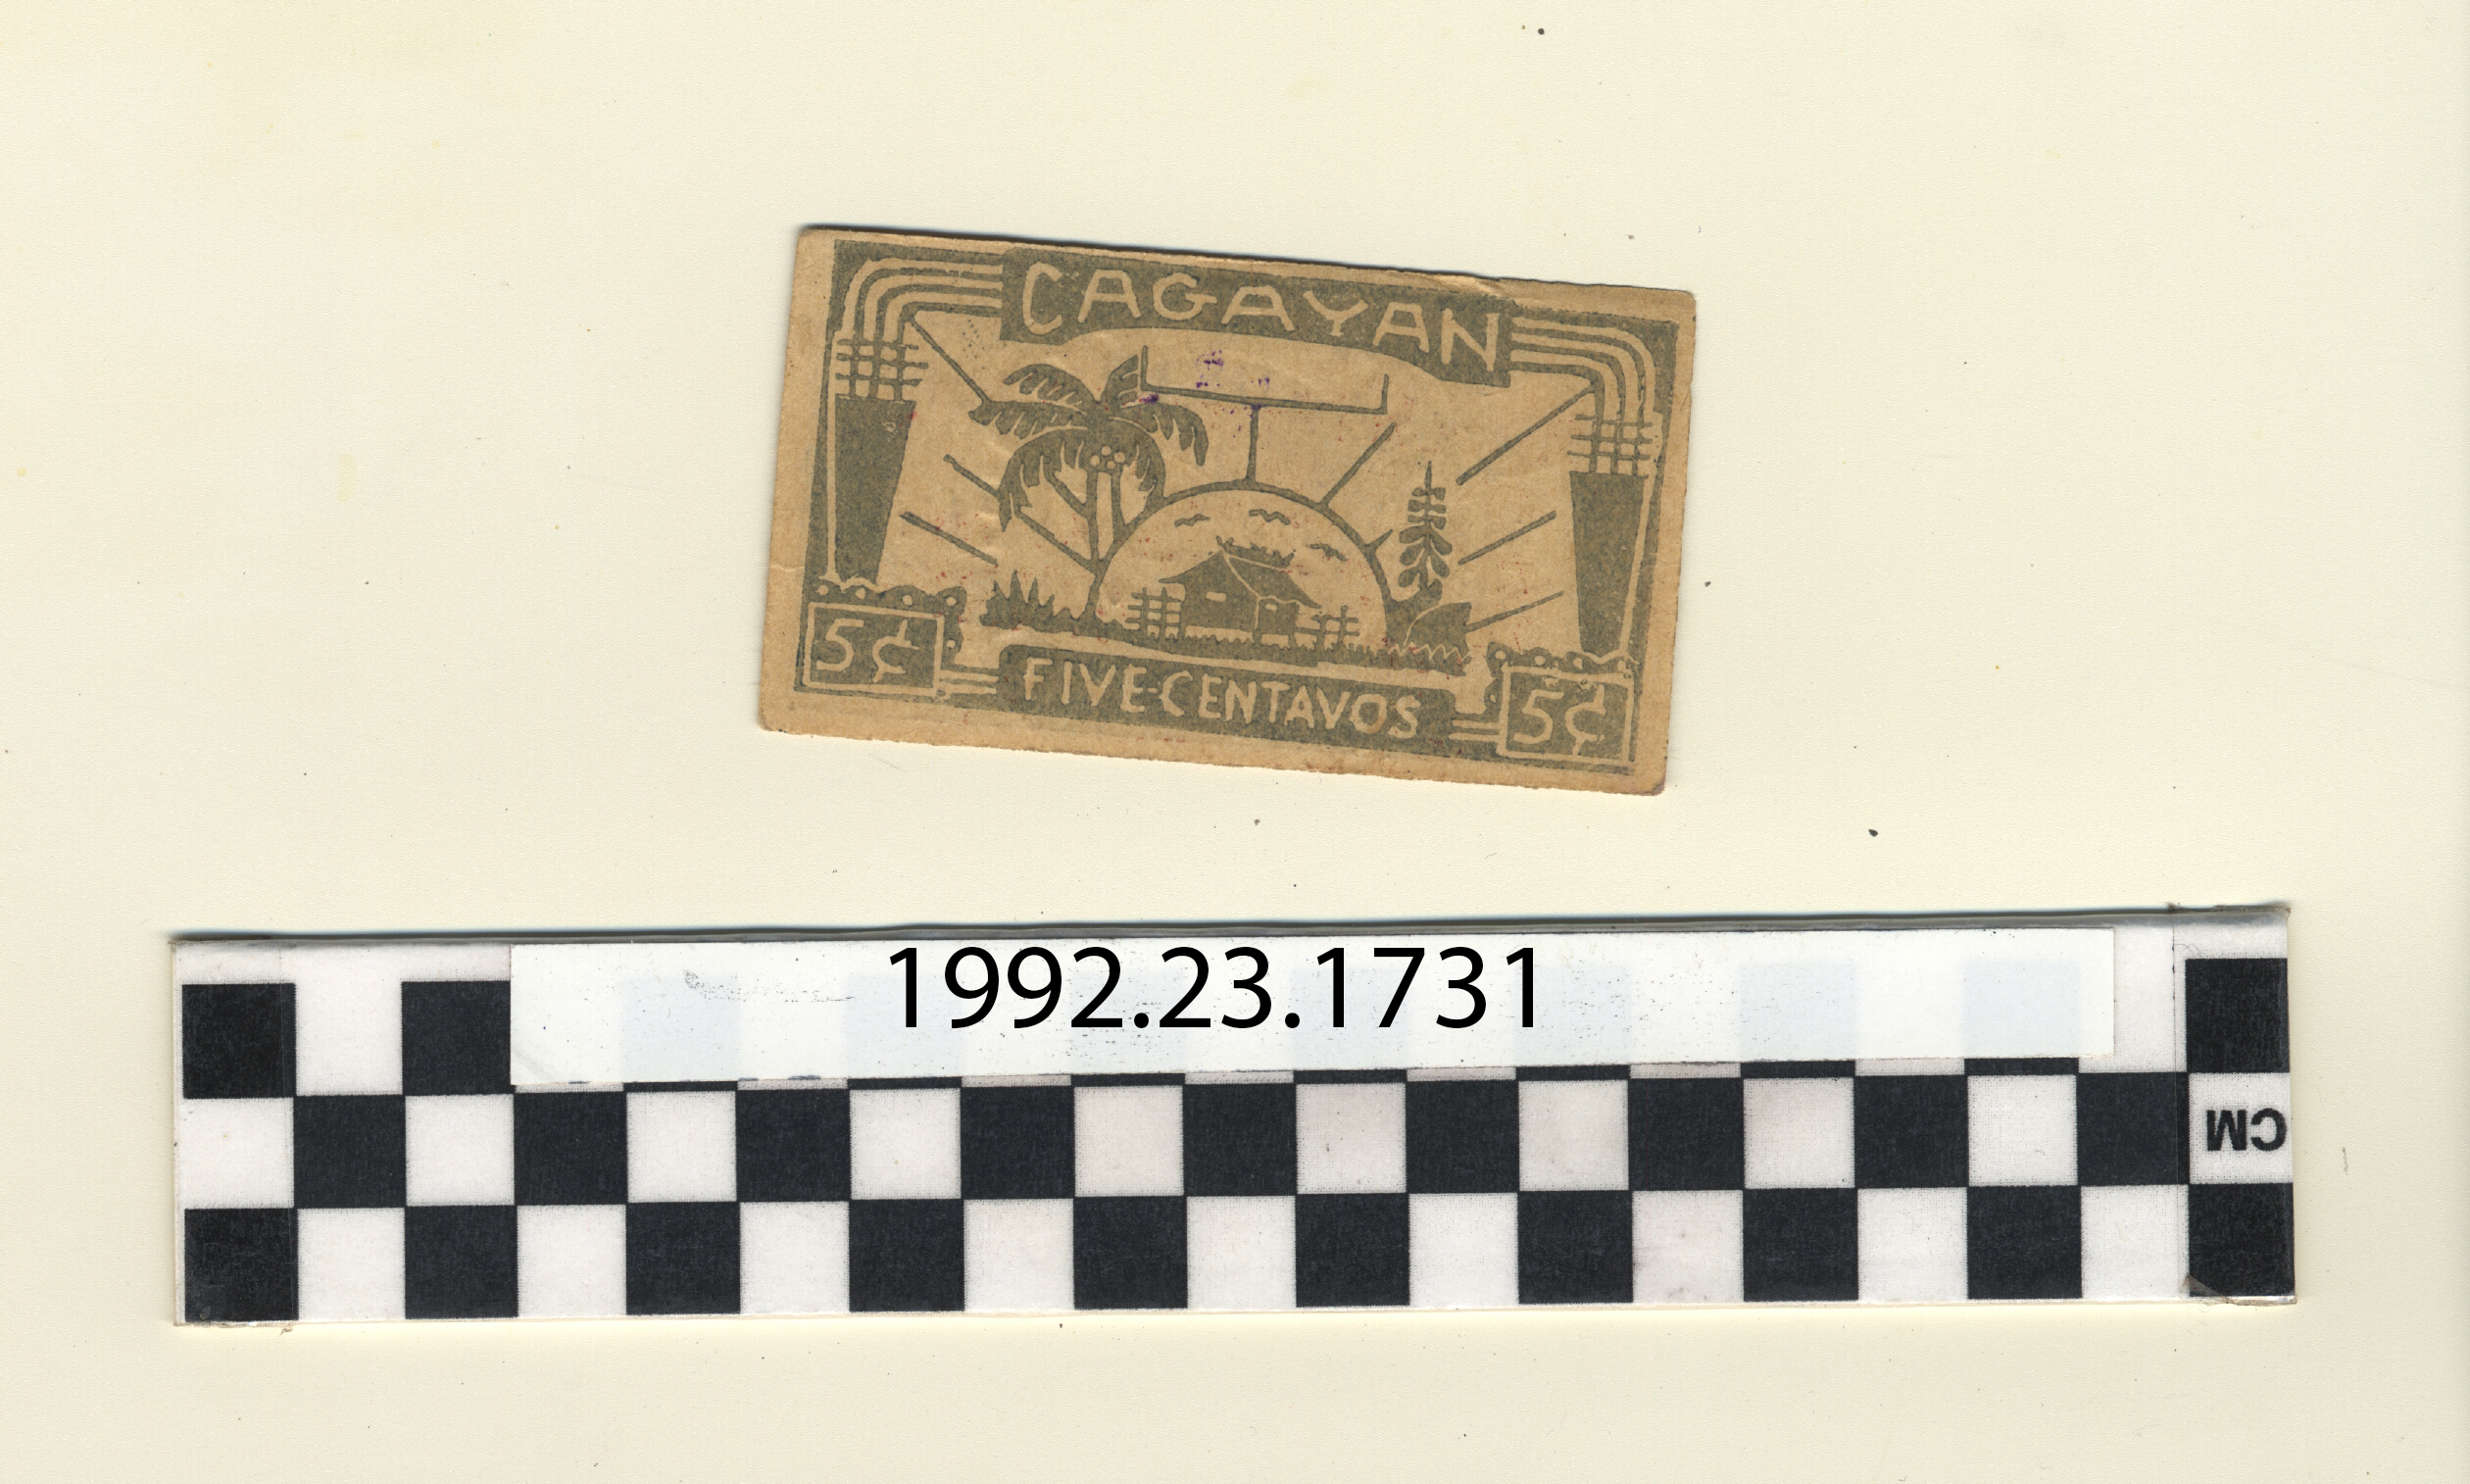 CAGAYAN
5¢
FIVE-CENTAVOS
5¢
1992.23.1731
CM